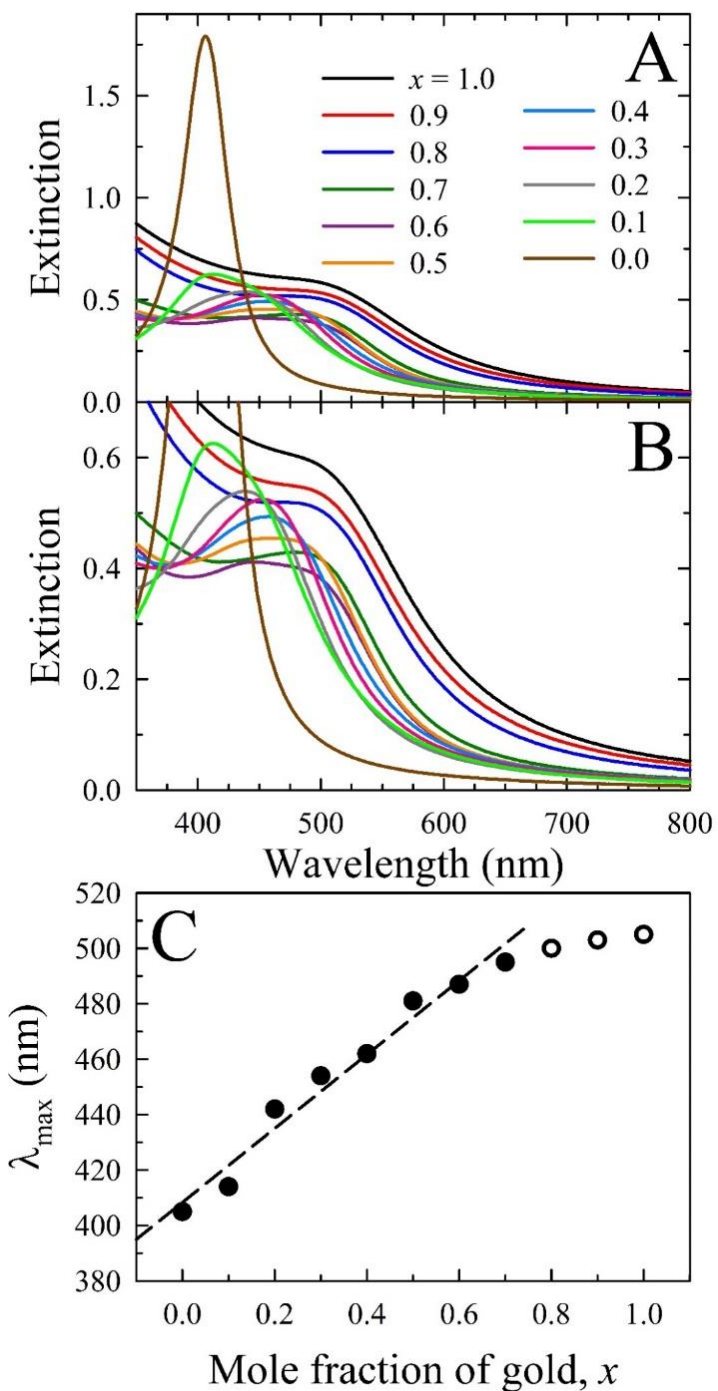 A
Extinction
1.5
1.0
0.5
0.0
x = 1.0
0.9
0.8
0.7
0.6
0.5
0.4
0.3
0.2
0.1
0.0
B
Extinction
0.6
0.4
0.2
0.0
400 500 600 700 800
Wavelength (nm)
C
λmax (nm)
520
500
480
460
440
420
400
380
0.0 0.2 0.4 0.6 0.8 1.0
Mole fraction of gold, x